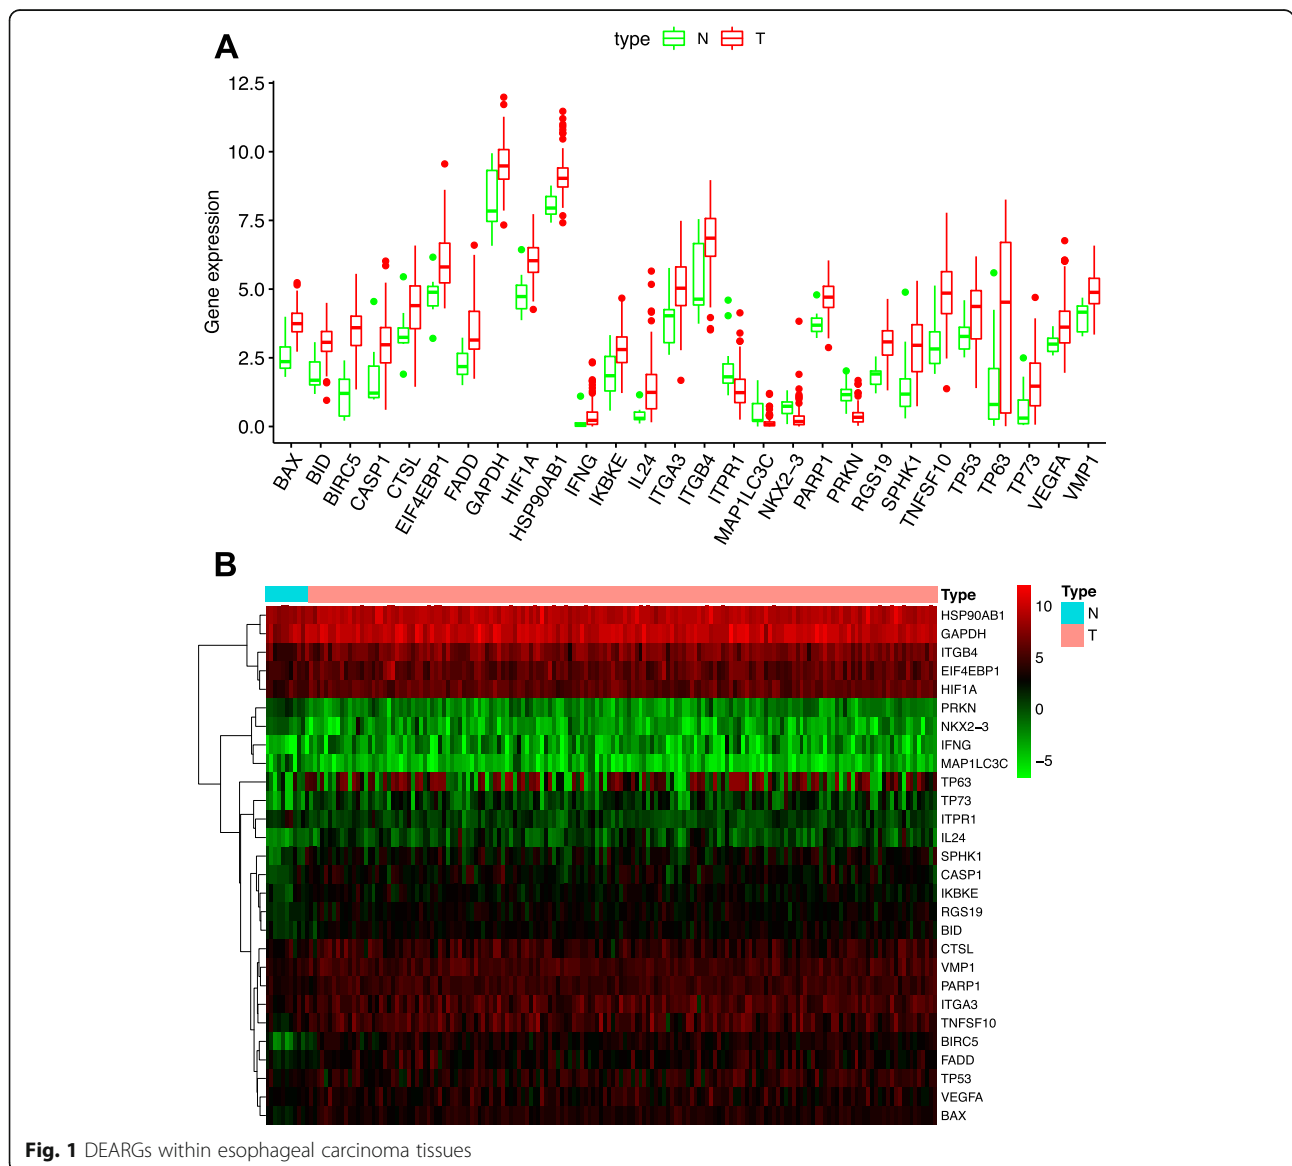 A
type N T
Gene expression
12.5
10.0
7.5
5.0
2.5
0.0
BAX
BID
BIRC5
CASP1
CTSL
EIF4EBP1
FADD
GAPDH
HIF1A
HSP90AB1
IFNG
IKBKE
IL24
ITGA3
ITGB4
ITPR1
MAP1LC3C
NKX2−3
PARP1
PRKN
RGS19
SPHK1
TNFSF10
TP53
TP63
TP73
VEGFA
VMP1
B
Type
HSP90AB1
GAPDH
ITGB4
EIF4EBP1
HIF1A
PRKN
NKX2−3
IFNG
MAP1LC3C
TP63
TP73
ITPR1
IL24
SPHK1
CASP1
IKBKE
RGS19
BID
CTSL
VMP1
PARP1
ITGA3
TNFSF10
BIRC5
FADD
TP53
VEGFA
BAX
10
5
0
−5
Type
N
T
Fig. 1 DEARGs within esophageal carcinoma tissues